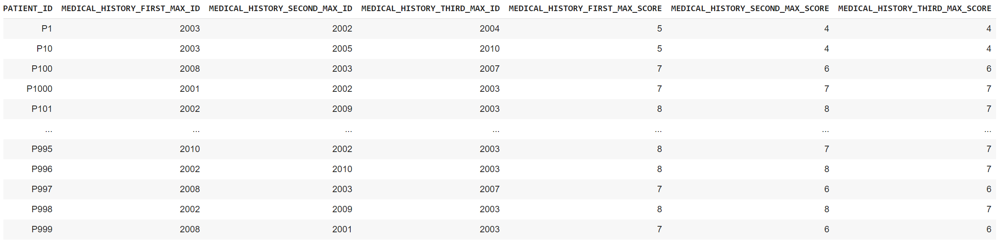 PATIENT_ID MEDICAL_HISTORY_FIRST_MAX_ID MEDICAL_HISTORY_SECOND_MAX_ID MEDICAL_HISTORY_THIRD_MAX_ID MEDICAL_HISTORY_FIRST_MAX_SCORE MEDICAL_HISTORY_SECOND_MAX_SCORE MEDICAL_HISTORY_THIRD_MAX_SCORE
P1 2003 2002 2004 5 4 4
P10 2003 2005 2010 5 4 4
P100 2008 2003 2007 7 6 6
P1000 2001 2002 2003 7 7 7
P101 2002 2009 2003 8 8 7
... ... ... ... ... ... ...
P995 2010 2002 2003 8 7 7
P996 2002 2010 2003 8 8 7
P997 2008 2003 2007 7 6 6
P998 2002 2009 2003 8 8 7
P999 2008 2001 2003 7 6 6